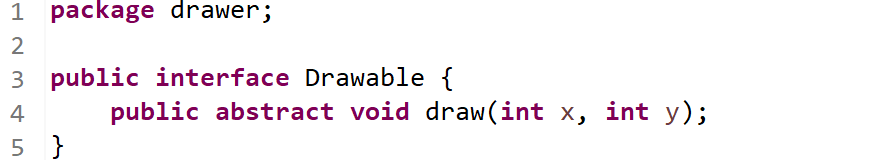 1 package drawer;
2
3 public interface Drawable {
4     public abstract void draw(int x, int y);
5 }